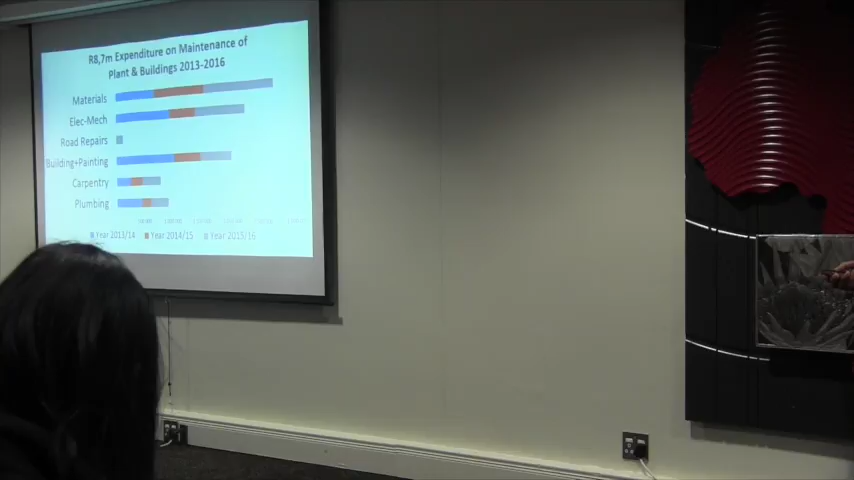 R8,7m Expenditure on Maintenance of
Plant & Buildings 2013-2016
Materials
Elec-Mech
Road Repairs
Building+Painting
Carpentry
Plumbing
Year 2013/14 Year 2014/15 Year 2015/16